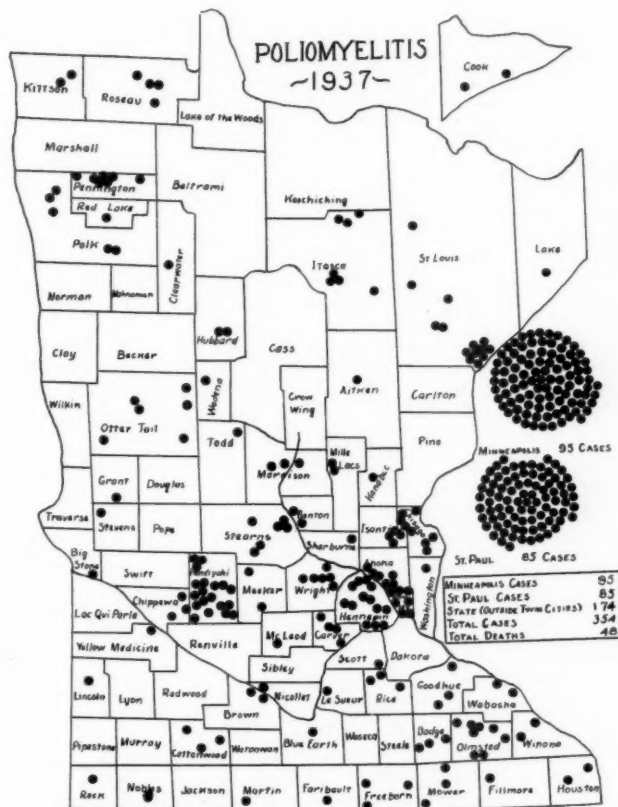 POLIOMYELITIS
~1937~
Cook
Kittson
Roseau
Lake of the Woods
Marshall
Pennington
Beltrami
Koochiching
Red Lake
Polk
Clearwater
Itasca
St Louis
Lake
Norman
Mahnomen
Hubbard
Cass
Clay
Becker
Aitken
Carlton
Wilkin
Otter Tail
Wadena
Crow Wing
Todd
Pine
Morrison
Mille Lacs
Kanabec
MINNEAPOLIS 95 CASES
Grant
Douglas
Traverse
Stevens
Pope
Stearns
Benton
Isanti
Sherburne
Big Stone
Swift
Kandiyohi
Anoka
ST. PAUL 85 CASES
Chippewa
Meeker
Wright
Hennepin
Washington
Lac Qui Parle
MINNEAPOLIS CASES 95
ST. PAUL CASES 85
STATE (OUTSIDE TWIN CITIES) 174
TOTAL CASES 354
TOTAL DEATHS 48
Yellow Medicine
Renville
McLeod
Carver
Scott
Dakota
Sibley
Lincoln
Lyon
Redwood
Nicollet
Le Sueur
Rice
Goodhue
Wabasha
Brown
Pipestone
Murray
Cottonwood
Watonwan
Blue Earth
Waseca
Steele
Dodge
Olmsted
Winona
Rock
Nobles
Jackson
Martin
Faribault
Freeborn
Mower
Fillmore
Houston